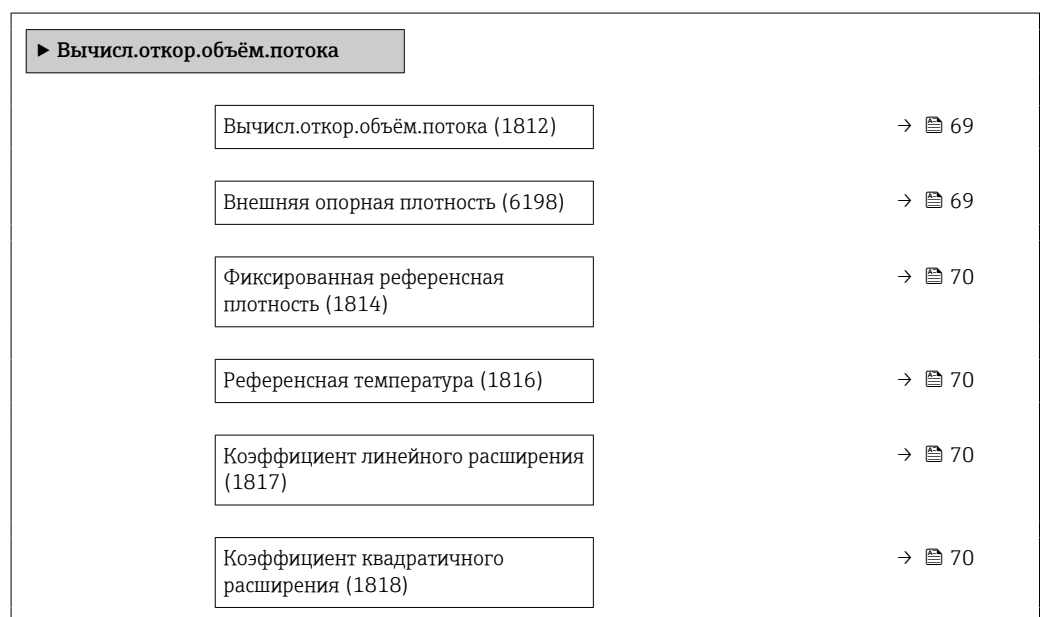 ▶ Вычисл.откор.объём.потока
Вычисл.откор.объём.потока (1812) → 69
Внешняя опорная плотность (6198) → 69
Фиксированная референсная → 70
плотность (1814)
Референсная температура (1816) → 70
Коэффициент линейного расширения → 70
(1817)
Коэффициент квадратичного → 70
расширения (1818)